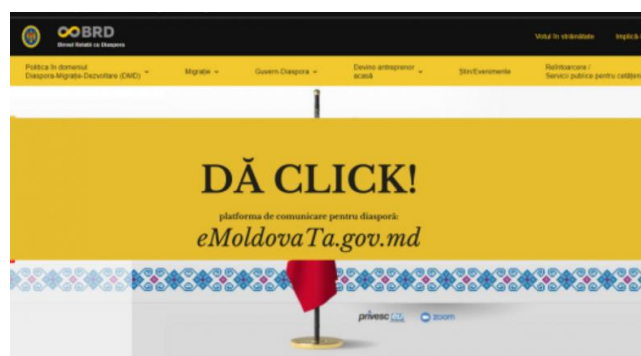 BRD
Biroul Relații cu Diaspora
Votul în străinătate
Implică-
Politica în domeniul
Diaspora-Migrație-Dezvoltare (DMD)
Migrație
Guvern-Diaspora
Devino antreprenor
acasă
Știri/Evenimente
Reîntoarcere /
Servicii publice pentru cetățeni
DĂ CLICK!
platforma de comunicare pentru diasporă:
eMoldovaTa.gov.md
privesc.eu
zoom